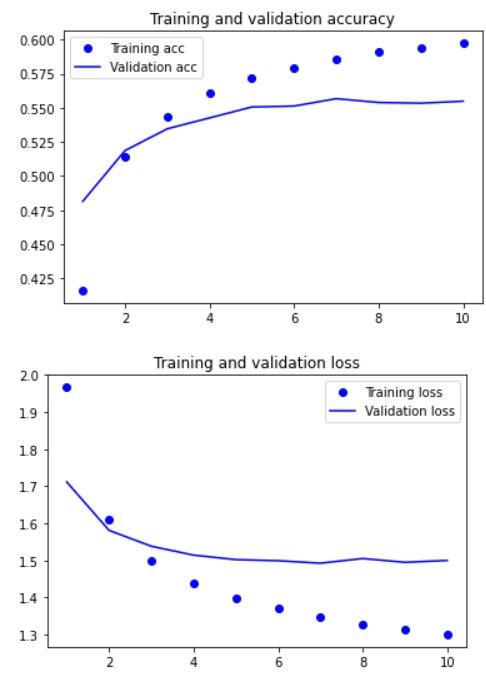 Training and validation accuracy
0.600
0.575
0.550
0.525
0.500
0.475
0.450
0.425
Training acc
Validation acc
2 4 6 8 10
Training and validation loss
2.0
1.9
1.8
1.7
1.6
1.5
1.4
1.3
Training loss
Validation loss
2 4 6 8 10